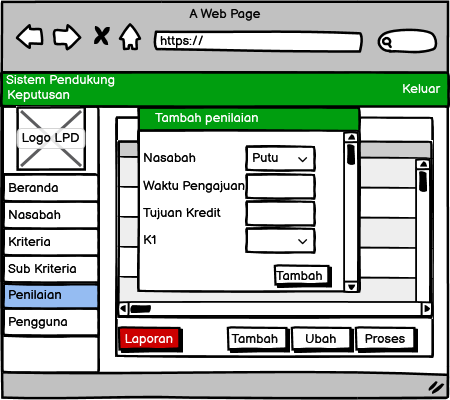 A Web Page
https://
Sistem Pendukung
Keputusan
Keluar
Logo LPD
Beranda
Nasabah
Kriteria
Sub Kriteria
Penilaian
Pengguna
Tambah penilaian
Nasabah Putu
Waktu Pengajuan
Tujuan Kredit
K1
Tambah
Laporan Tambah Ubah Proses